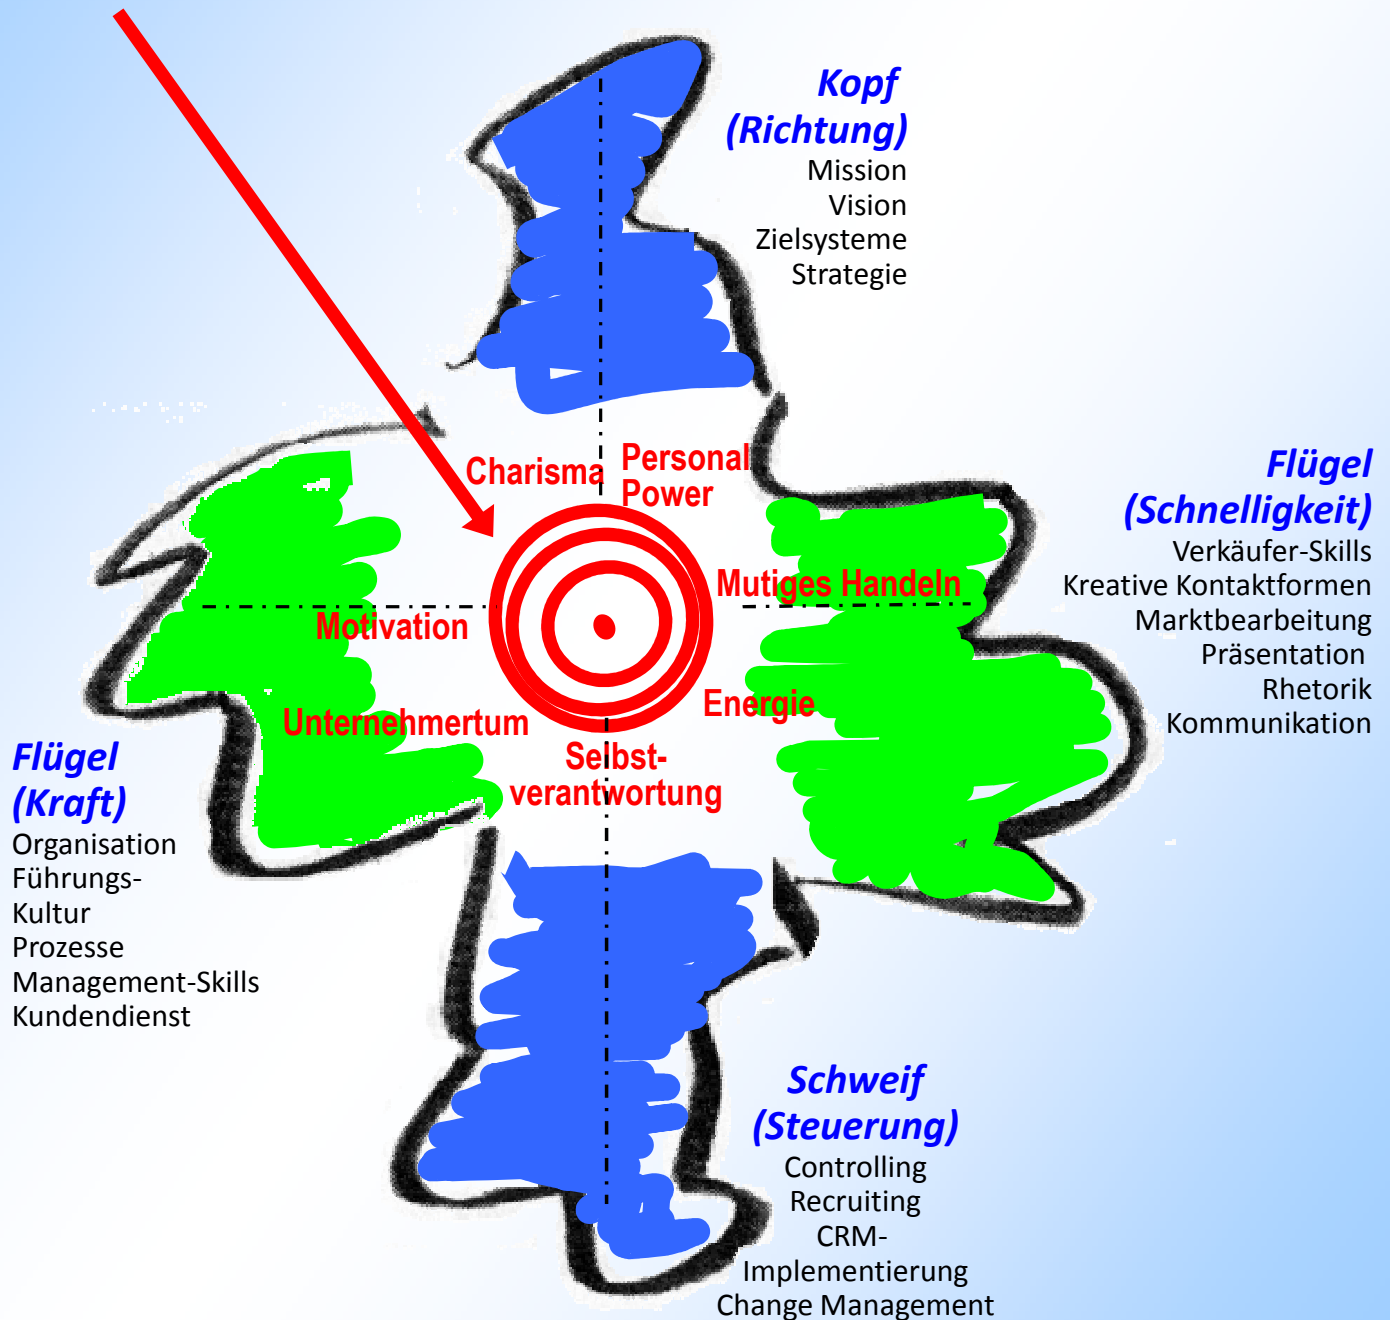 Kopf
(Richtung)
Mission
Vision
Zielsysteme
Strategie
Charisma
Personal
Power
Mutiges Handeln
Motivation
Energie
Unternehmertum
Selbst-
verantwortung
Flügel
(Schnelligkeit)
Verkäufer-Skills
Kreative Kontaktformen
Marktbearbeitung
Präsentation
Rhetorik
Kommunikation
Flügel
(Kraft)
Organisation
Führungs-
Kultur
Prozesse
Management-Skills
Kundendienst
Schweif
(Steuerung)
Controlling
Recruiting
CRM-
Implementierung
Change Management